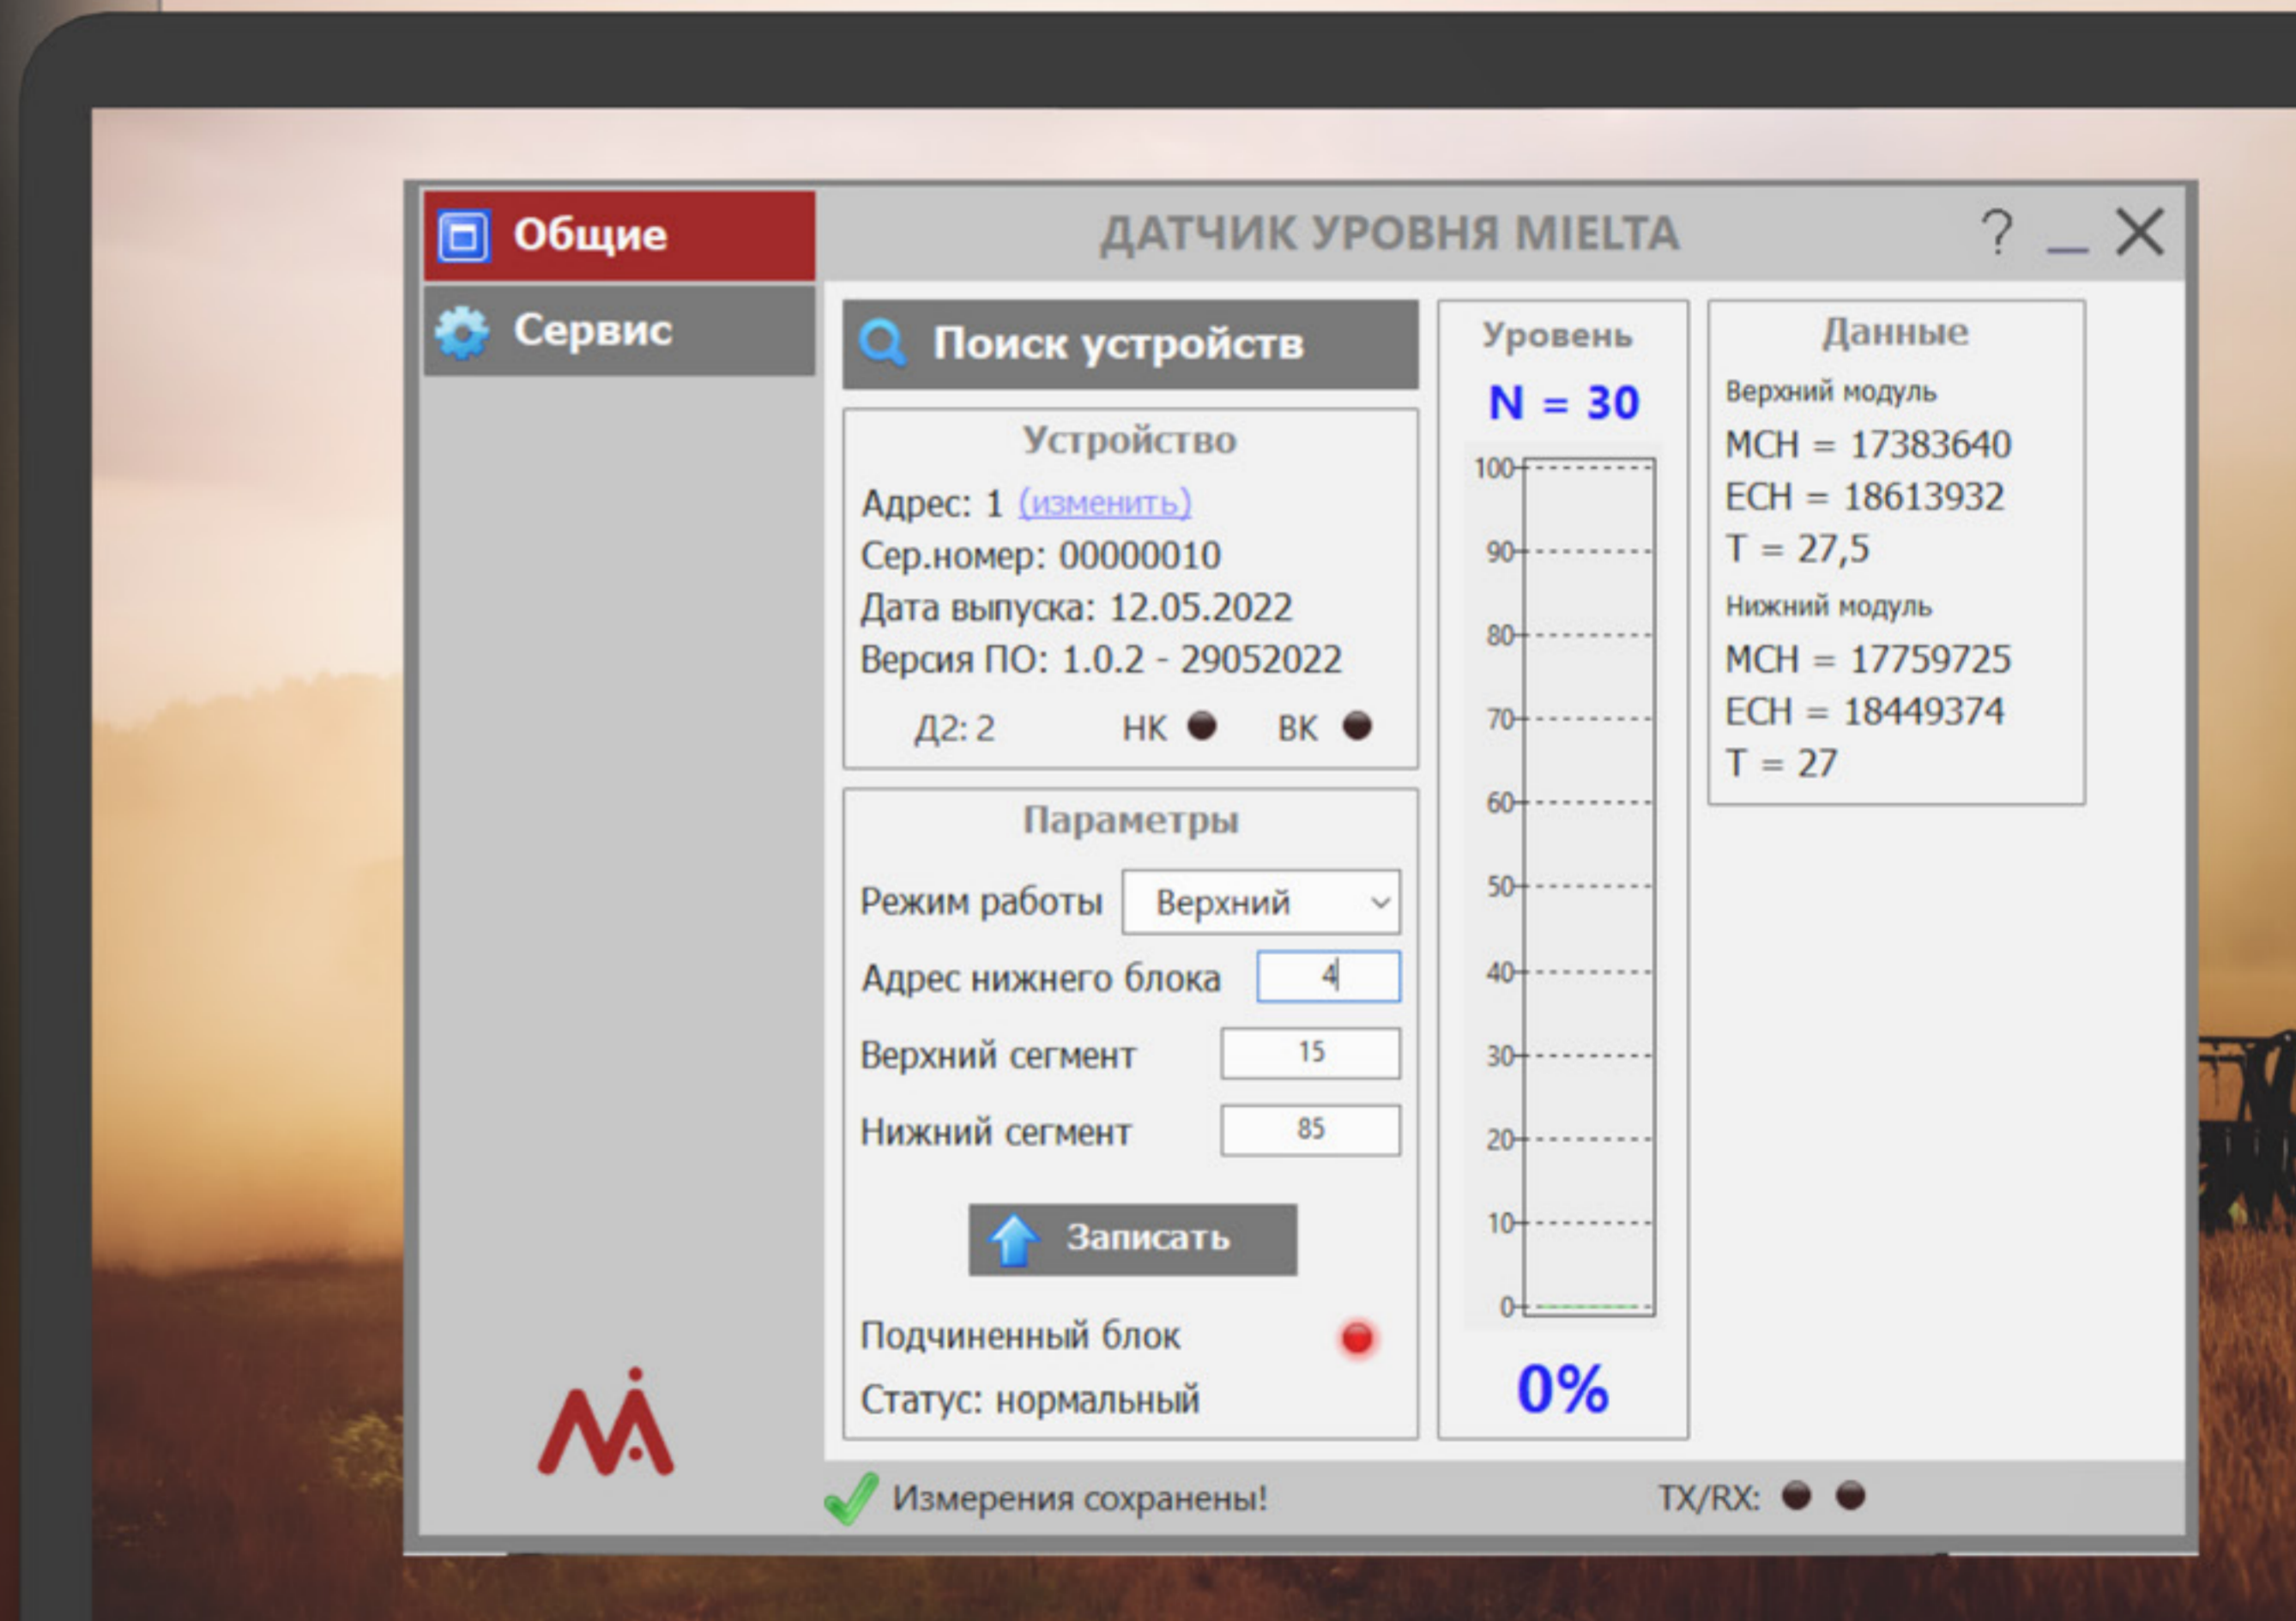 Общие
Сервис
ДАТЧИК УРОВНЯ MIELTA
?
Поиск устройств
Устройство
Адрес: 1 (изменить)
Сер.номер: 00000010
Дата выпуска: 12.05.2022
Версия ПО: 1.0.2 - 29052022
Д2: 2 НК ВК
Параметры
Режим работы Верхний
Адрес нижнего блока 4
Верхний сегмент 15
Нижний сегмент 85
Записать
Подчиненный блок
Статус: нормальный
Уровень
N = 30
100
90
80
70
60
50
40
30
20
10
0
0%
Данные
Верхний модуль
MCH = 17383640
ECH = 18613932
T = 27,5
Нижний модуль
MCH = 17759725
ECH = 18449374
T = 27
Измерения сохранены!
TX/RX: